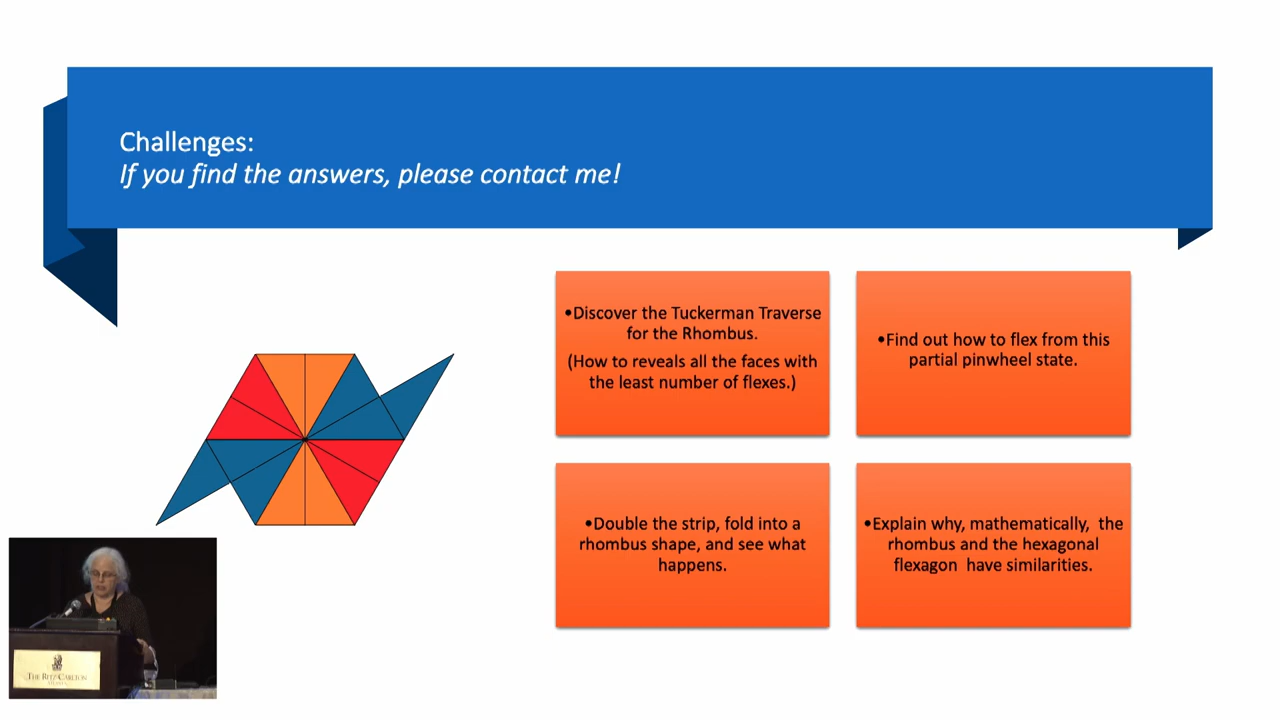 Challenges:
If you find the answers, please contact me!
•Discover the Tuckerman Traverse
for the Rhombus.
(How to reveals all the faces with
the least number of flexes.)
•Find out how to flex from this
partial pinwheel state.
•Double the strip, fold into a
rhombus shape, and see what
happens.
•Explain why, mathematically, the
rhombus and the hexagonal
flexagon have similarities.
THE RITZ-CARLTON
ATLANTA